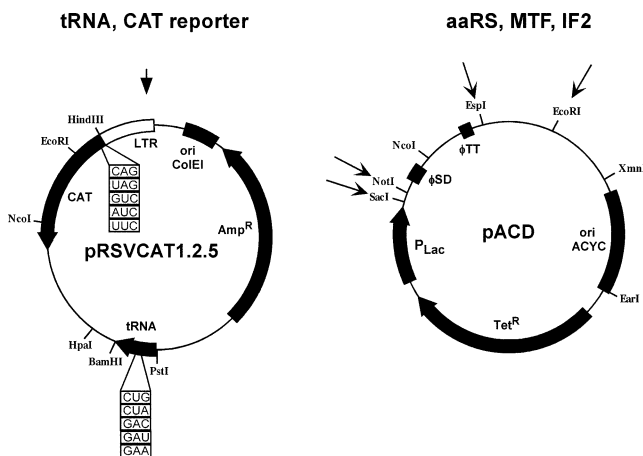 tRNA, CAT reporter
aaRS, MTF, IF2
HindIII
LTR
ori
ColEI
EcoRI
CAG
UAG
GUC
AUC
UUC
CAT
NcoI
AmpR
pRSVCAT1.2.5
tRNA
HpaI
BamHI
PstI
CUG
CUA
GAC
GAU
GAA
EspI
EcoRI
ϕTT
NcoI
XmnI
NotI
ϕSD
SacI
pACD
PLac
ori
ACYC
EarI
TetR